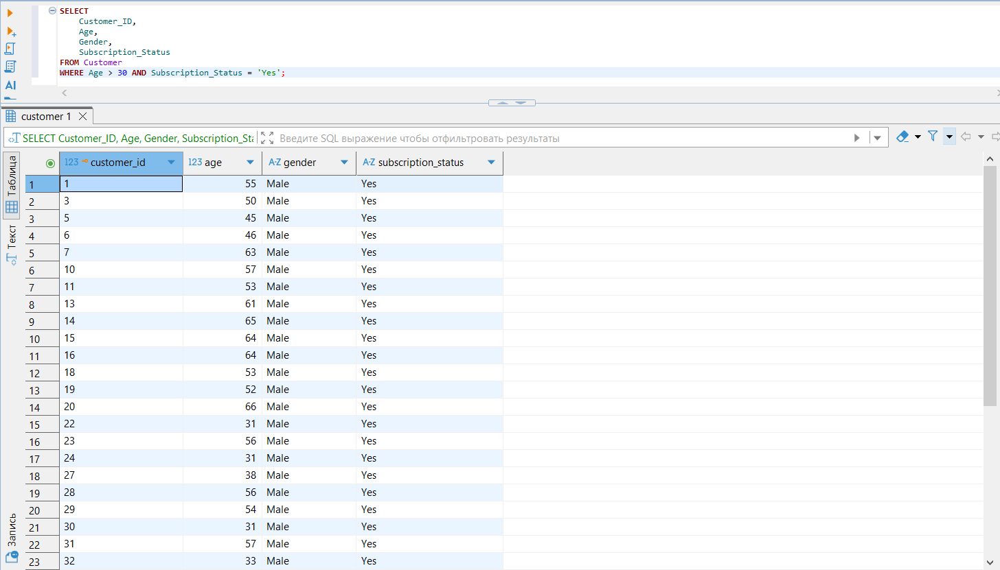 SELECT
Customer_ID,
Age,
Gender,
Subscription_Status
FROM Customer
WHERE Age > 30 AND Subscription_Status = 'Yes';
AI
customer 1
SELECT Customer_ID, Age, Gender, Subscription_Sta
Введите SQL выражение чтобы отфильтровать результаты
Таблица
Текст
Запись
123 customer_id 123 age A-Z gender A-Z subscription_status
1 1 55 Male Yes
2 3 50 Male Yes
3 5 45 Male Yes
4 6 46 Male Yes
5 7 63 Male Yes
6 10 57 Male Yes
7 11 53 Male Yes
8 13 61 Male Yes
9 14 65 Male Yes
10 15 64 Male Yes
11 16 64 Male Yes
12 18 53 Male Yes
13 19 52 Male Yes
14 20 66 Male Yes
15 22 31 Male Yes
16 23 56 Male Yes
17 24 31 Male Yes
18 27 38 Male Yes
19 28 56 Male Yes
20 29 54 Male Yes
21 30 31 Male Yes
22 31 57 Male Yes
23 32 33 Male Yes